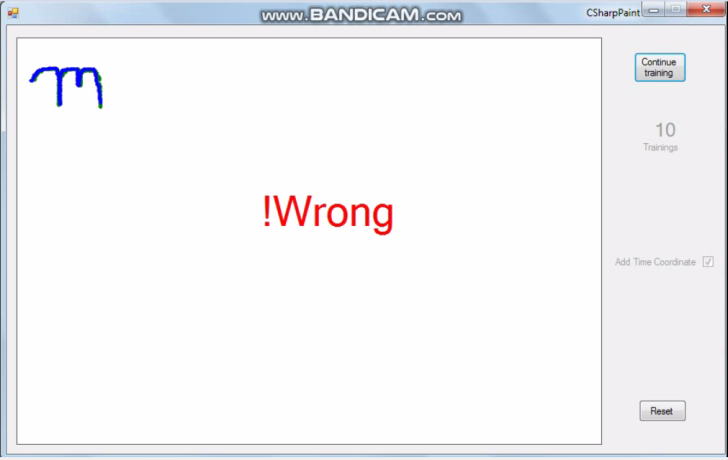 www.BANDICAM.com
CSharpPaint
Continue
training
10
Trainings
!Wrong
Add Time Coordinate
Reset